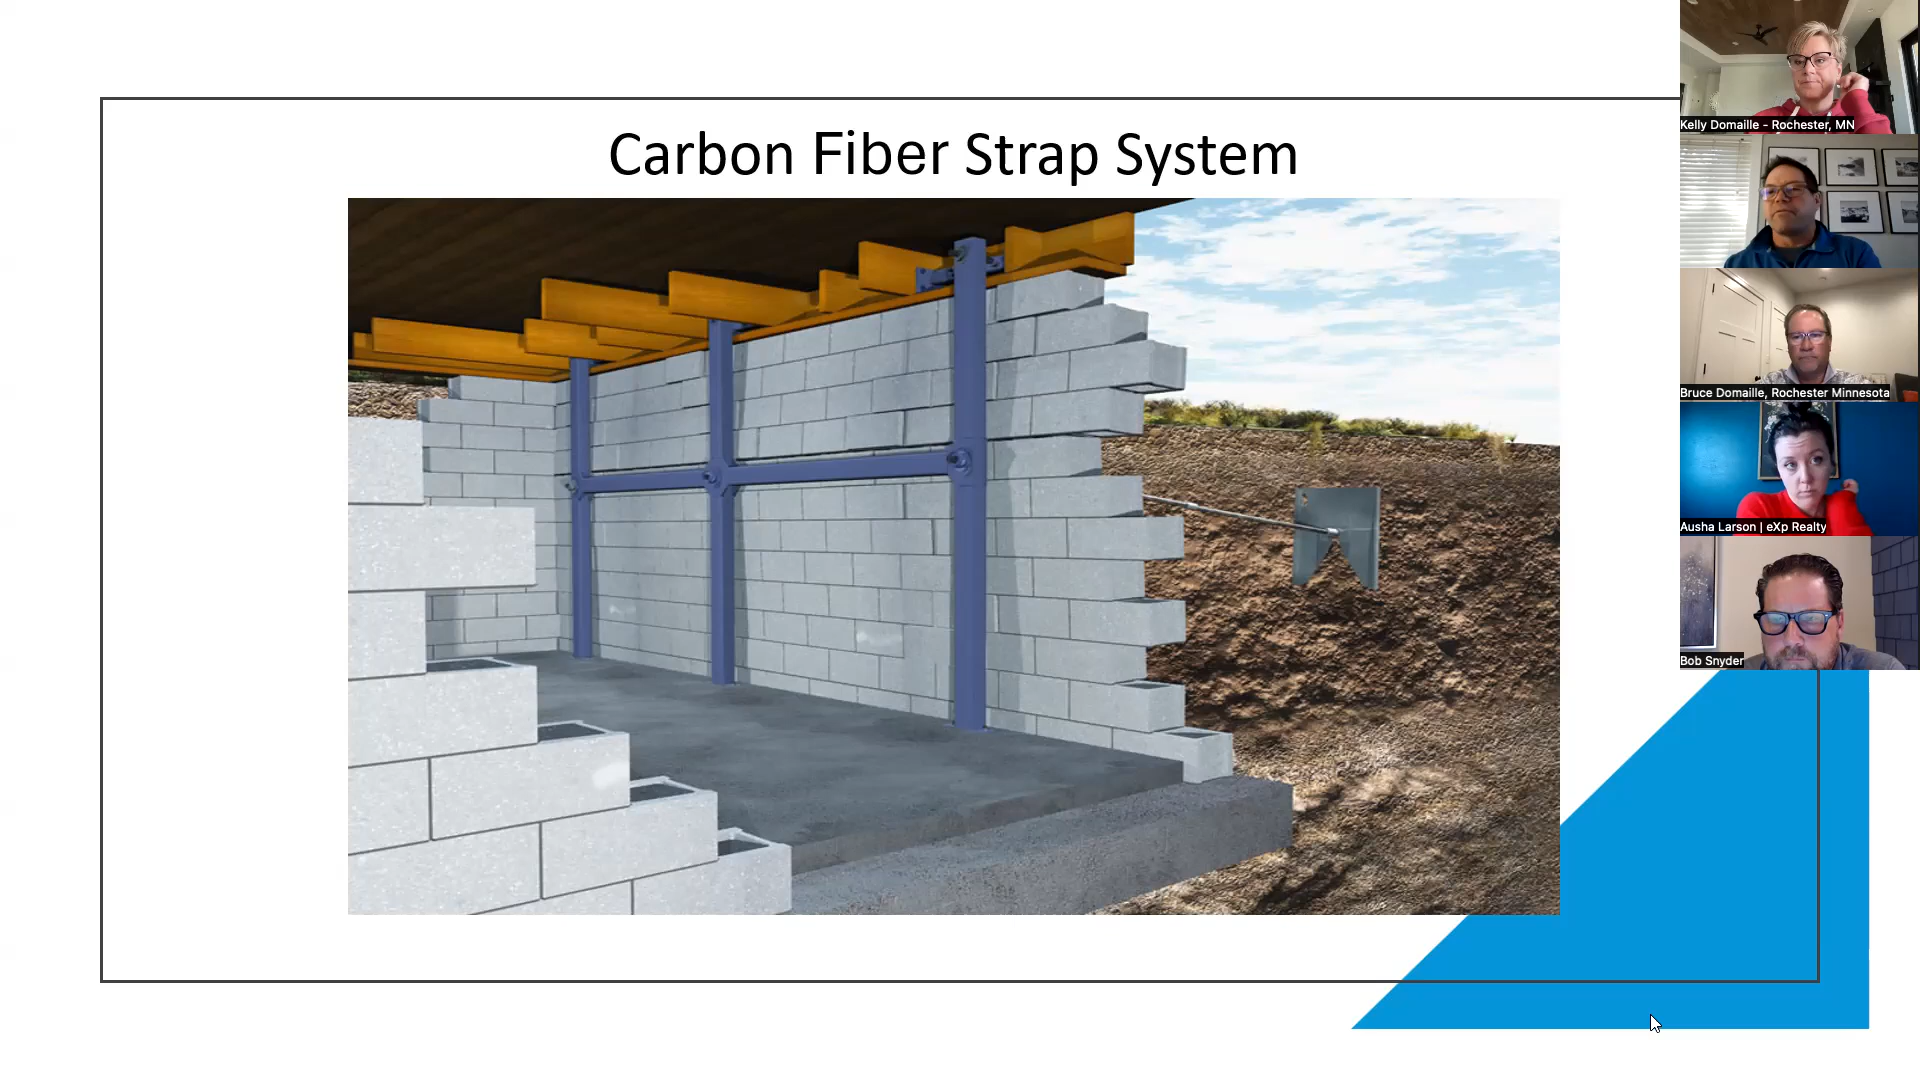 Carbon Fiber Strap System
Kelly Domaille - Rochester, MN
Bruce Domaille, Rochester Minnesota
Ausha Larson | eXp Realty
Bob Snyder